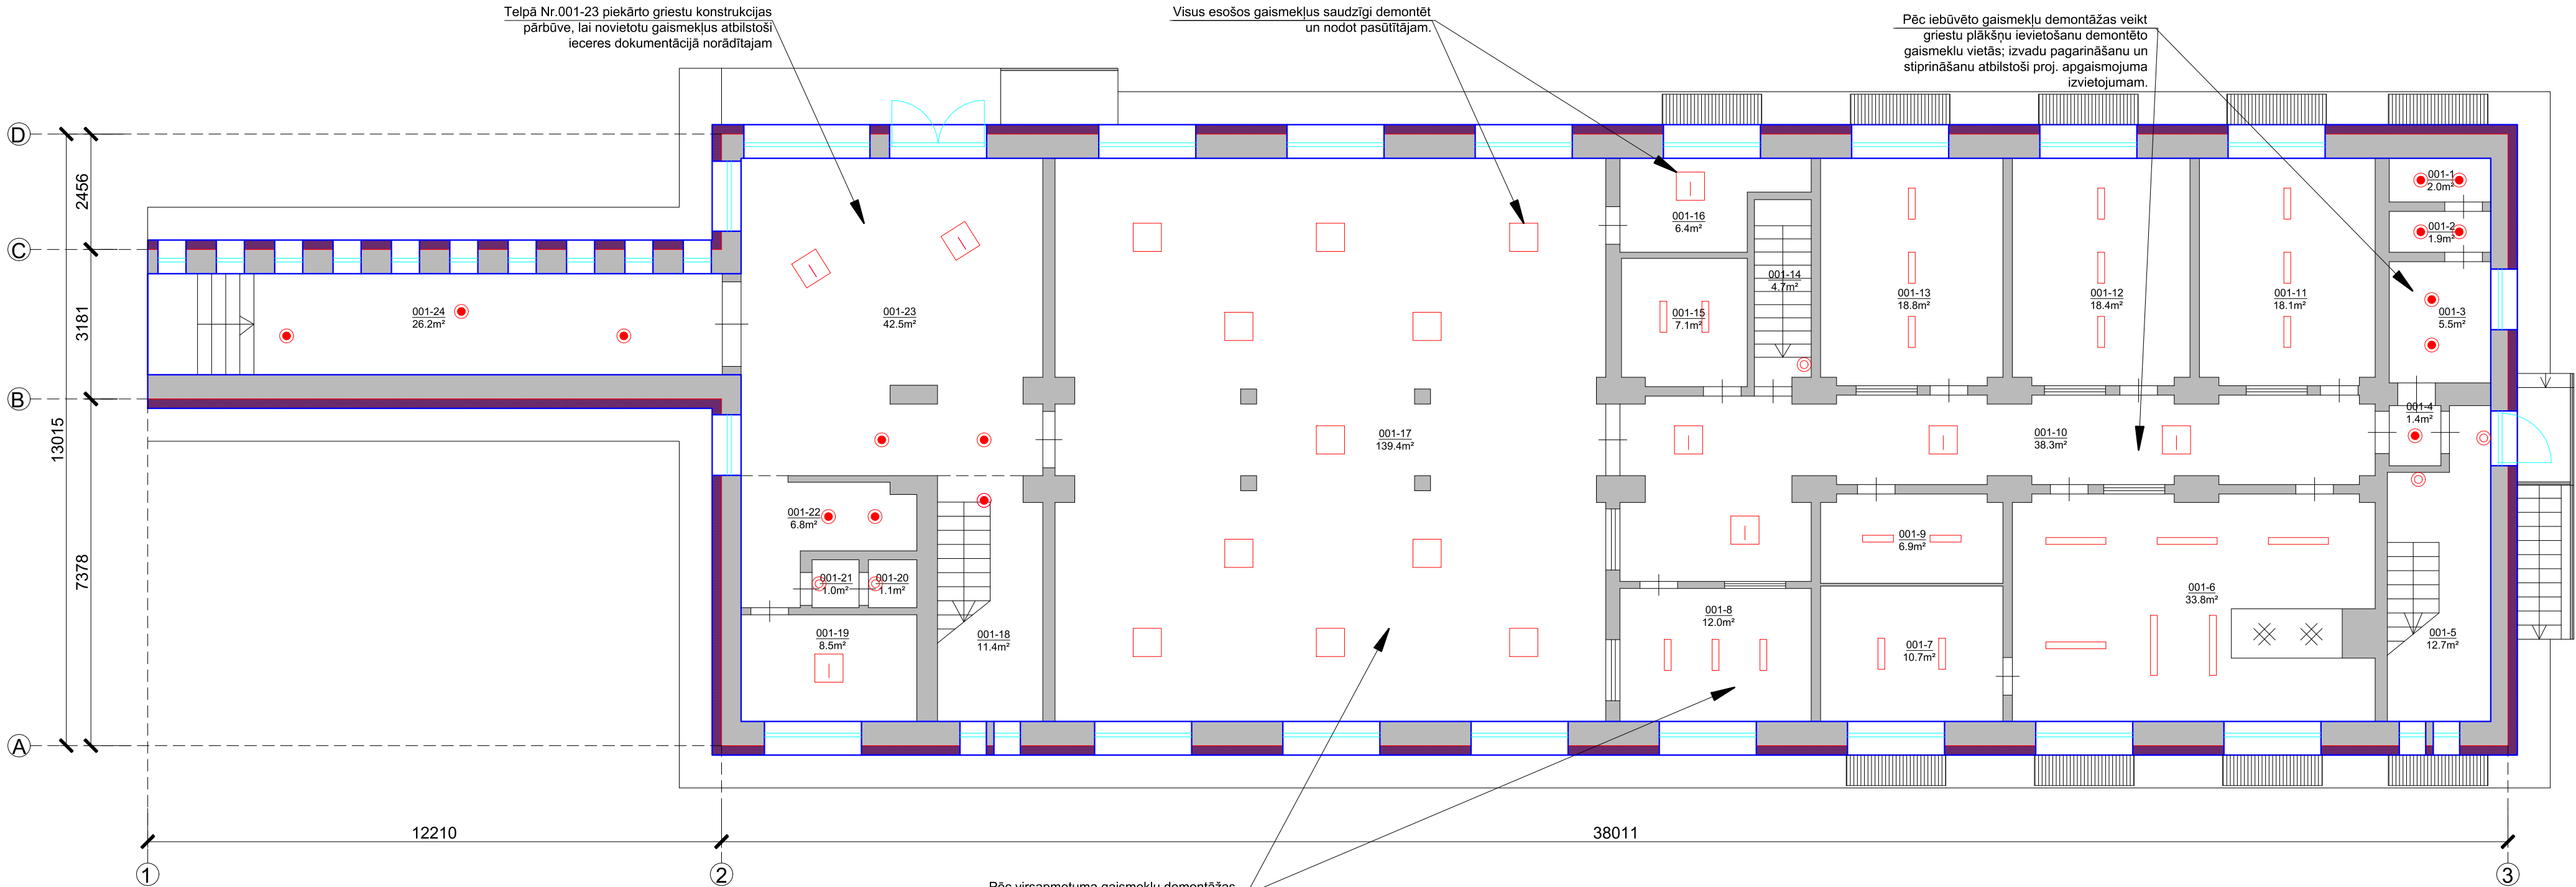 Telpā Nr.001-23 piekārto griestu konstrukcijas
pārbūve, lai novietotu gaismekļus atbilstoši
ieceres dokumentācijā norādītajam
Visus esošos gaismekļus saudzīgi demontēt
un nodot pasūtītājam.
Pēc iebūvēto gaismekļu demontāžas veikt
griestu plākšņu ievietošanu demontēto
gaismeklu vietās; izvadu pagarināšanu un
stiprināšanu atbilstoši proj. apgaismojuma
izvietojumam.
D
C
B
A
2456
3181
7378
13015
001-24
26.2m²
001-23
42.5m²
001-22
6.8m²
001-21
1.0m²
001-20
1.1m²
001-19
8.5m²
001-18
11.4m²
001-17
139.4m²
001-16
6.4m²
001-15
7.1m²
001-14
4.7m²
001-13
18.8m²
001-12
18.4m²
001-11
18.1m²
001-1
2.0m²
001-2
1.9m²
001-3
5.5m²
001-4
1.4m²
001-10
38.3m²
001-9
6.9m²
001-8
12.0m²
001-7
10.7m²
001-6
33.8m²
001-5
12.7m²
12210
38011
1
2
3
Pēc virsapmetuma gaismekļu demontāžas